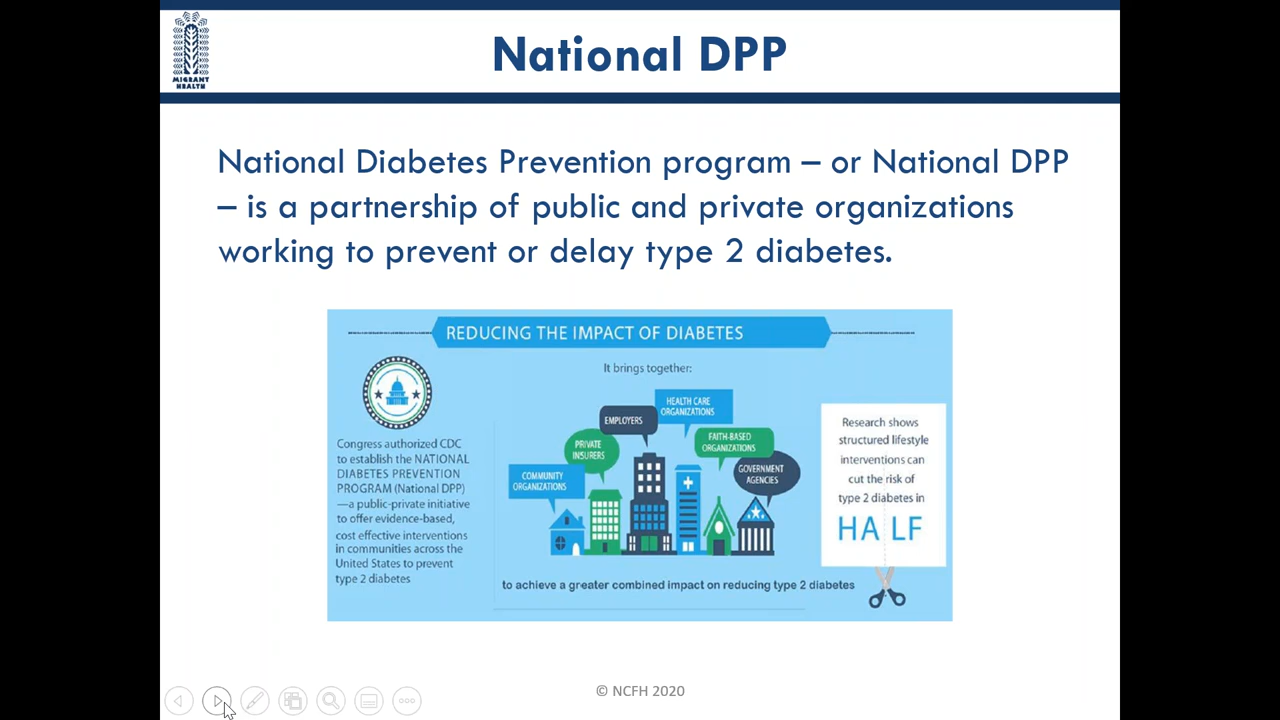 MIGRANT
HEALTH
National DPP
National Diabetes Prevention program – or National DPP
– is a partnership of public and private organizations
working to prevent or delay type 2 diabetes.
REDUCING THE IMPACT OF DIABETES
Congress authorized CDC
to establish the NATIONAL
DIABETES PREVENTION
PROGRAM (National DPP)
—a public-private initiative
to offer evidence-based,
cost effective interventions
in communities across the
United States to prevent
type 2 diabetes
It brings together:
COMMUNITY
ORGANIZATIONS
PRIVATE
INSURERS
EMPLOYERS
HEALTH CARE
ORGANIZATIONS
FAITH-BASED
ORGANIZATIONS
GOVERNMENT
AGENCIES
to achieve a greater combined impact on reducing type 2 diabetes
Research shows
structured lifestyle
interventions can
cut the risk of
type 2 diabetes in
HA LF
© NCFH 2020